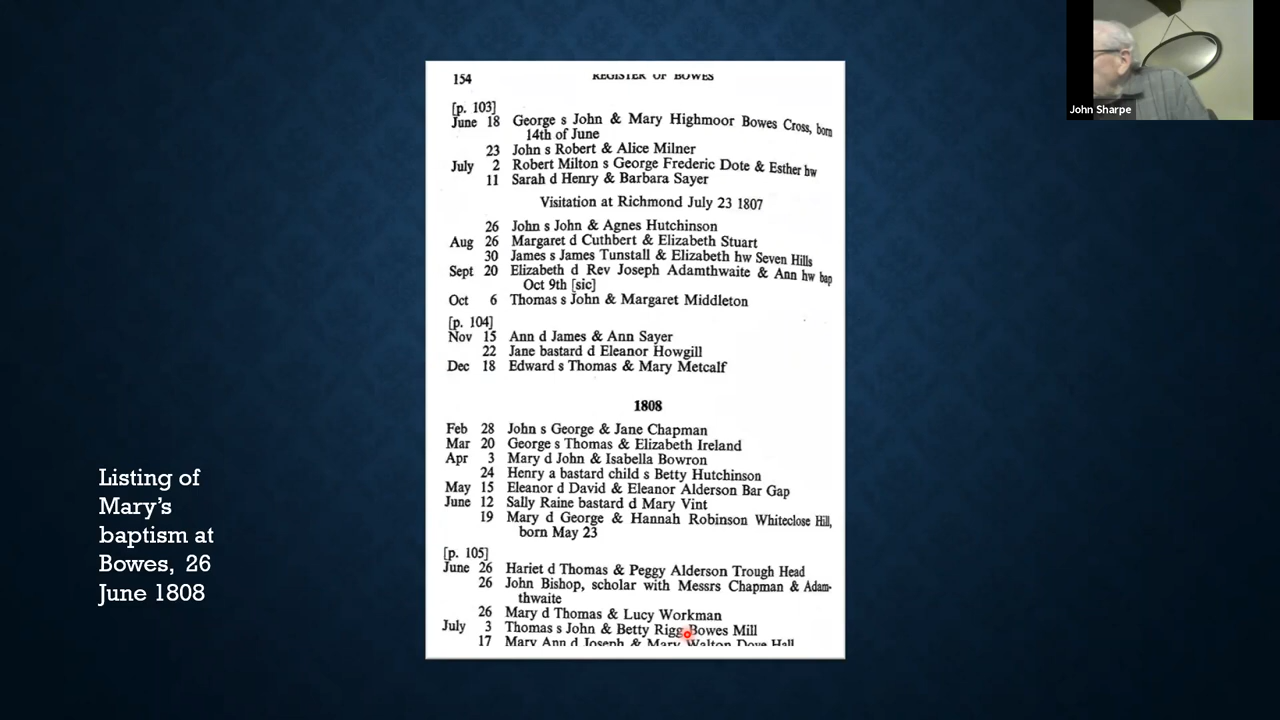 154 REGISTER OF BOWES
[p. 103]
June 18 George s John & Mary Highmoor Bowes Cross, born
14th of June
23 John s Robert & Alice Milner
July 2 Robert Milton s George Frederic Dote & Esther hw
11 Sarah d Henry & Barbara Sayer
Visitation at Richmond July 23 1807
26 John s John & Agnes Hutchinson
Aug 26 Margaret d Cuthbert & Elizabeth Stuart
30 James s James Tunstall & Elizabeth hw Seven Hills
Sept 20 Elizabeth d Rev Joseph Adamthwaite & Ann hw bap
Oct 9th [sic]
Oct 6 Thomas s John & Margaret Middleton
[p. 104]
Nov 15 Ann d James & Ann Sayer
22 Jane bastard d Eleanor Howgill
Dec 18 Edward s Thomas & Mary Metcalf
1808
Feb 28 John s George & Jane Chapman
Mar 20 George s Thomas & Elizabeth Ireland
Apr 3 Mary d John & Isabella Bowron
24 Henry a bastard child s Betty Hutchinson
May 15 Eleanor d David & Eleanor Alderson Bar Gap
June 12 Sally Raine bastard d Mary Vint
19 Mary d George & Hannah Robinson Whiteclose Hill,
born May 23
[p. 105]
June 26 Hariet d Thomas & Peggy Alderson Trough Head
26 John Bishop, scholar with Messrs Chapman & Adam-
thwaite
26 Mary d Thomas & Lucy Workman
July 3 Thomas s John & Betty Rigg Bowes Mill
17 Mary Ann d Joseph & Mary Walton Dove Hall
Listing of
Mary's
baptism at
Bowes, 26
June 1808
John Sharpe